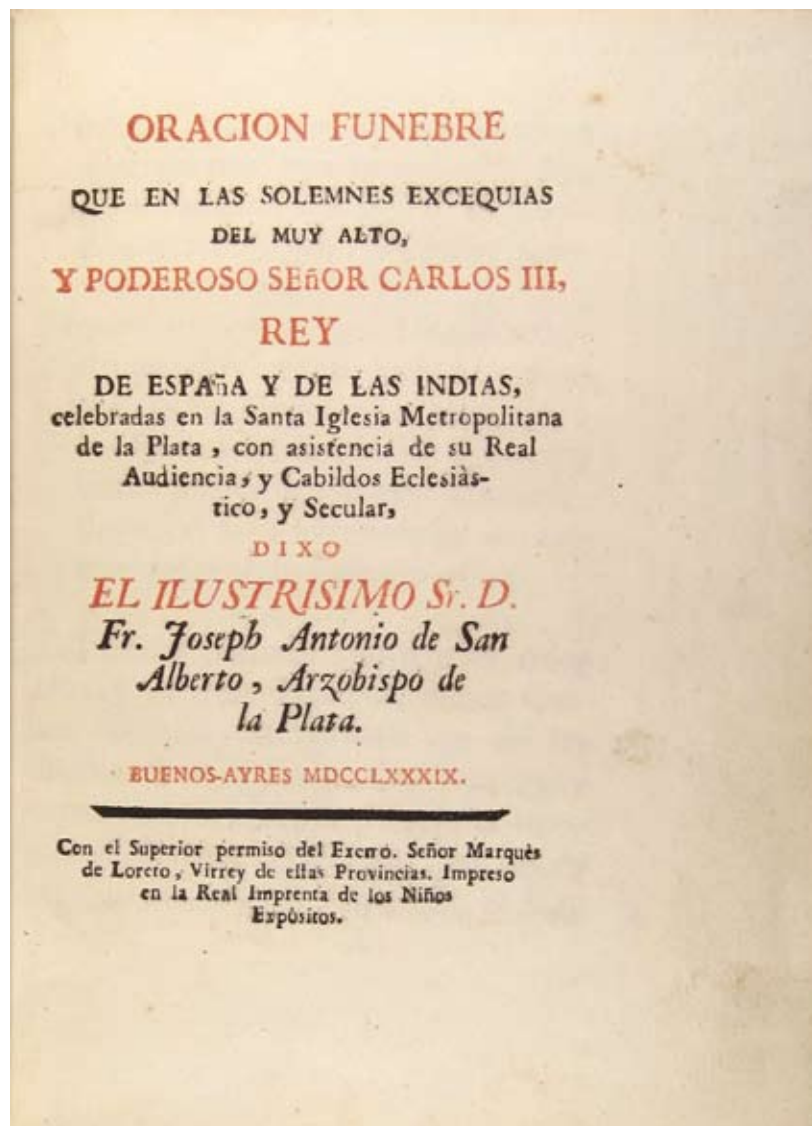 ORACION FUNEBRE
QUE EN LAS SOLEMNES EXCEQUIAS
DEL MUY ALTO,
Y PODEROSO SEñOR CARLOS III,
REY
DE ESPAñA Y DE LAS INDIAS,
celebradas en la Santa Iglesia Metropolitana
de la Plata, con asistencia de su Real
Audiencia, y Cabildos Eclesiàs-
tico, y Secular,
DIXO
EL ILUSTRISIMO Sr. D.
Fr. Joseph Antonio de San
Alberto, Arzobispo de
la Plata.
BUENOS-AYRES MDCCLXXXIX.
Con el Superior permiso del Excmo. Señor Marquès
de Loreto, Virrey de estas Provincias. Impreso
en la Real Imprenta de los Niños
Expòsitos.